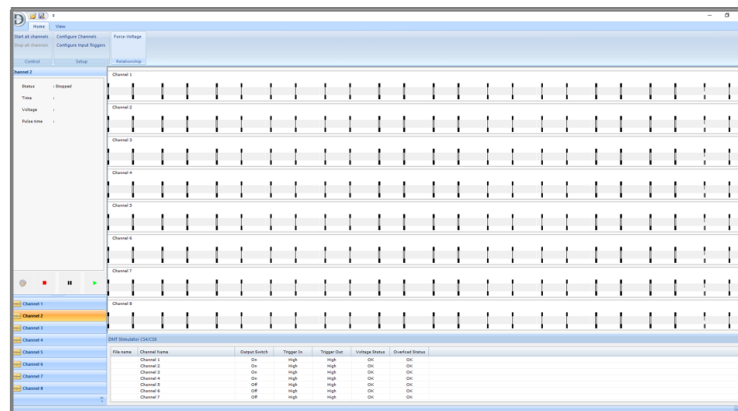 Home View
Start all channels Configure Channels Force-Voltage
Stop all channels Configure Input Triggers
Control Setup Relationship
hannel 2
Status : Stopped
Time :
Voltage :
Pulse time :
Channel 1
Channel 2
Channel 3
Channel 4
Channel 5
Channel 6
Channel 7
Channel 8
Channel 1
Channel 2
Channel 3
Channel 4
Channel 5
Channel 6
Channel 7
Channel 8
Stimulator
File name Channel Name Output Switch Trigger In Trigger Out Voltage Status Overload Status
Channel 1 On High High OK OK
Channel 2 On High High OK OK
Channel 3 On High High OK OK
Channel 4 On High High OK OK
Channel 5 Off High High OK OK
Channel 6 Off High High OK OK
Channel 7 Off High High OK OK